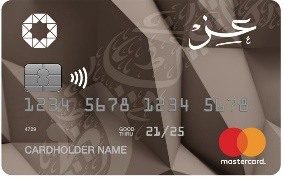 عز
1234 5678 1234 5678
4729
GOOD THRU 21/25
CARDHOLDER NAME
mastercard.